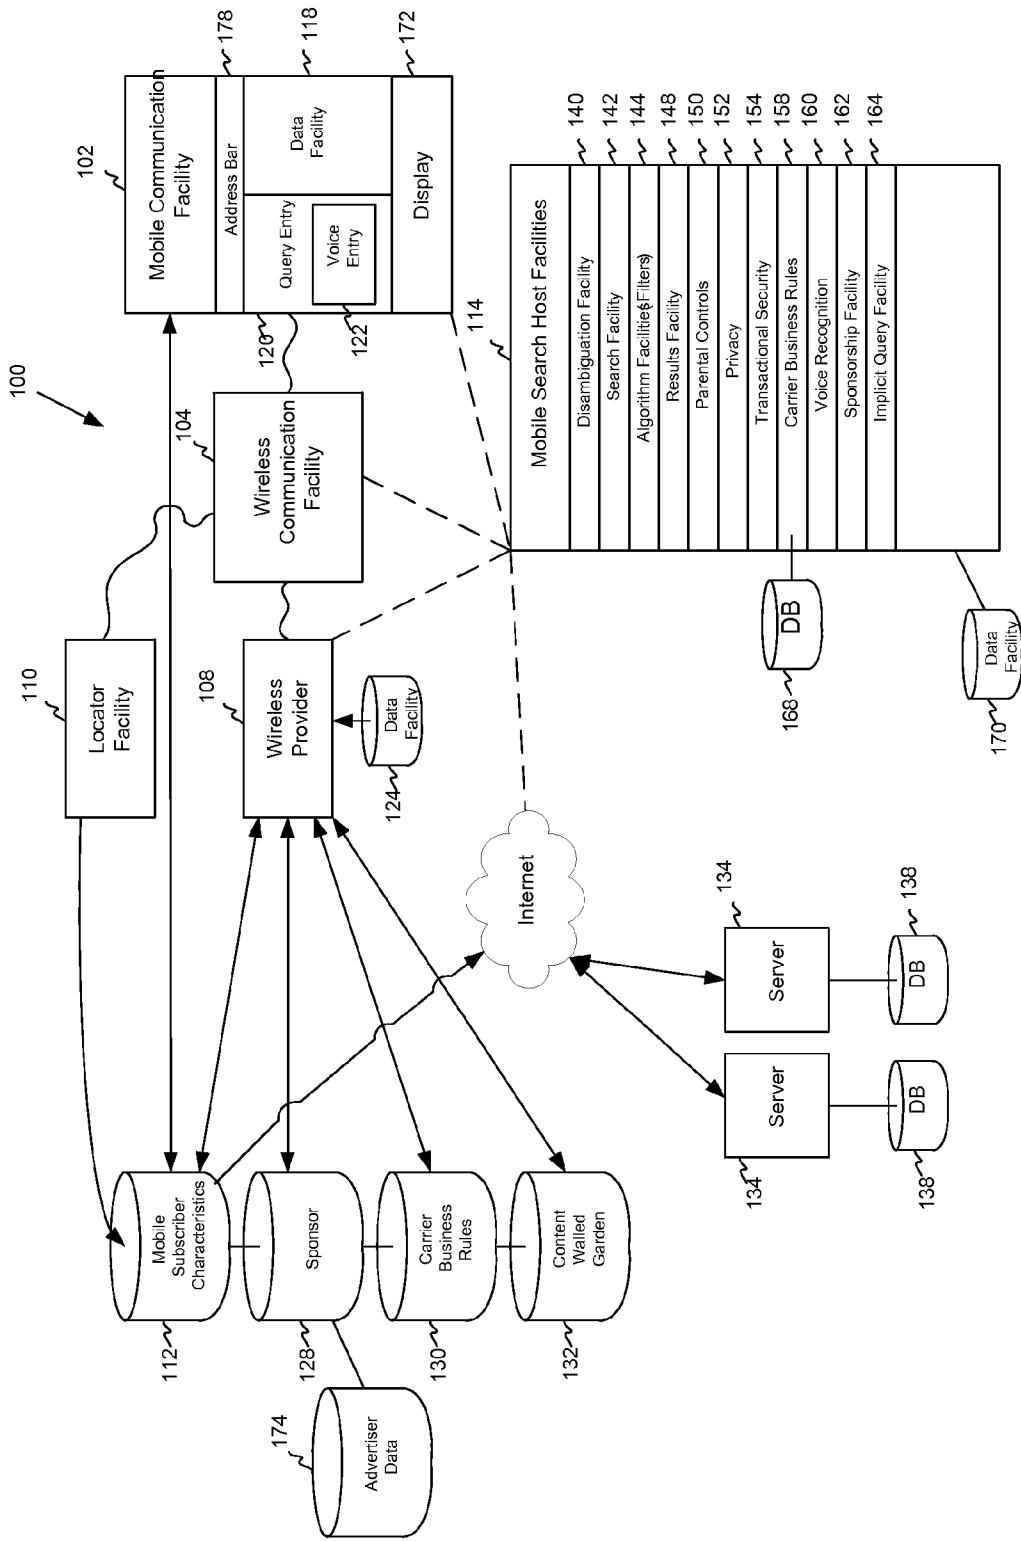 100
102
Mobile Communication
Facility
178
Address Bar
118
Data
Facility
Query Entry
Voice
Entry
120
122
172
Display
104
Wireless
Communication
Facility
110
Locator
Facility
108
Wireless
Provider
Data
Facility
124
114
Mobile Search Host Facilities
Disambiguation Facility
140
Search Facility
142
Algorithm Facilities(Filters)
144
Results Facility
148
Parental Controls
150
Privacy
152
Transactional Security
154
Carrier Business Rules
158
Voice Recognition
160
Sponsorship Facility
162
Implicit Query Facility
164
DB
168
Data
Facility
170
Internet
134
Server
138
DB
Server
134
DB
138
Mobile
Subscriber
Characteristics
112
Sponsor
128
Carrier
Business
Rules
130
Content
Walled
Garden
132
174
Advertiser
Data